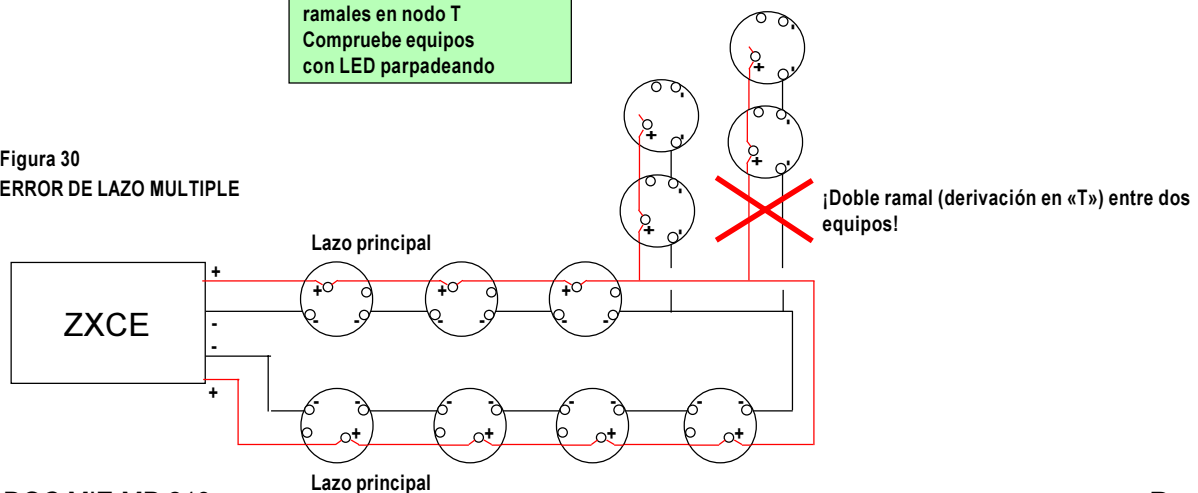 ramales en nodo T
Compruebe equipos
con LED parpadeando
Figura 30
ERROR DE LAZO MULTIPLE
¡Doble ramal (derivación en «T») entre dos
equipos!
Lazo principal
ZXCE
Lazo principal